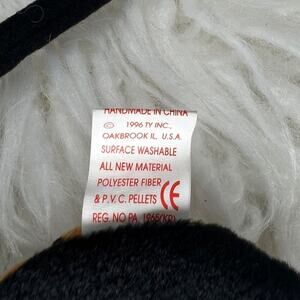 HANDMADE IN CHINA
© 1996 TY INC.,
OAKBROOK IL, U.S.A.
SURFACE WASHABLE
ALL NEW MATERIAL
POLYESTER FIBER
& P.V.C. PELLETS CE
REG. NO PA. 1965(KR)